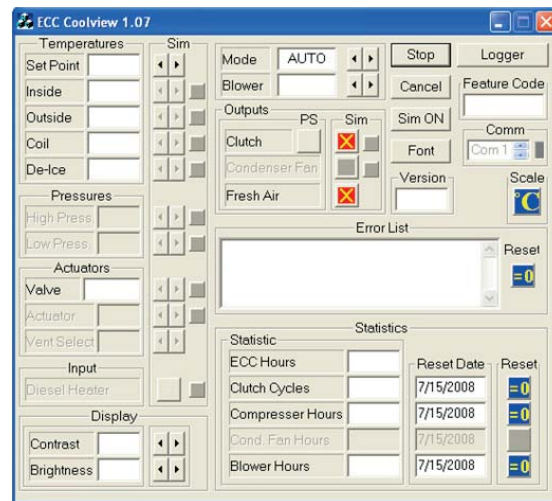 ECC Coolview 1.07
Temperatures
Sim
Set Point
Inside
Outside
Coil
De-Ice
Pressures
High Press.
Low Press.
Actuators
Valve
Actuator
Vent Select
Input
Diesel Heater
Display
Contrast
Brightness
Mode AUTO
Blower
Outputs
PS Sim
Clutch
Condenser Fan
Fresh Air
Stop
Cancel
Sim ON
Font
Version
Logger
Feature Code
Comm
Com 1
Scale
°C
Error List
Reset
=0
Statistics
Statistic Reset Date Reset
ECC Hours
Clutch Cycles 7/15/2008 =0
Compresser Hours 7/15/2008 =0
Cond. Fan Hours 7/15/2008
Blower Hours 7/15/2008 =0